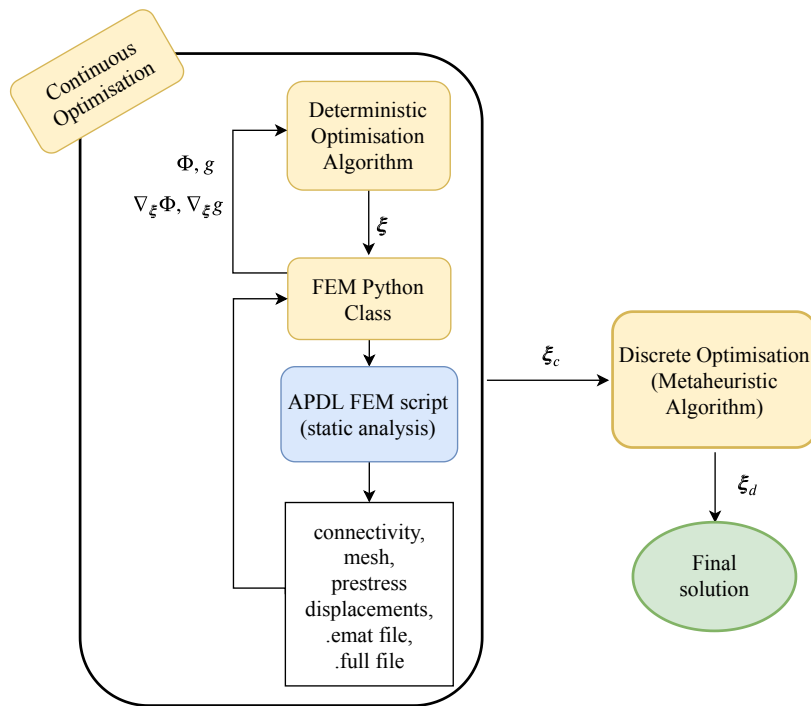 Continuous
Optimisation
Deterministic
Optimisation
Algorithm
Φ, g
∇ξΦ, ∇ξg
ξ
FEM Python
Class
APDL FEM script
(static analysis)
connectivity,
mesh,
prestress
displacements,
.emat file,
.full file
ξc
Discrete Optimisation
(Metaheuristic
Algorithm)
ξd
Final
solution